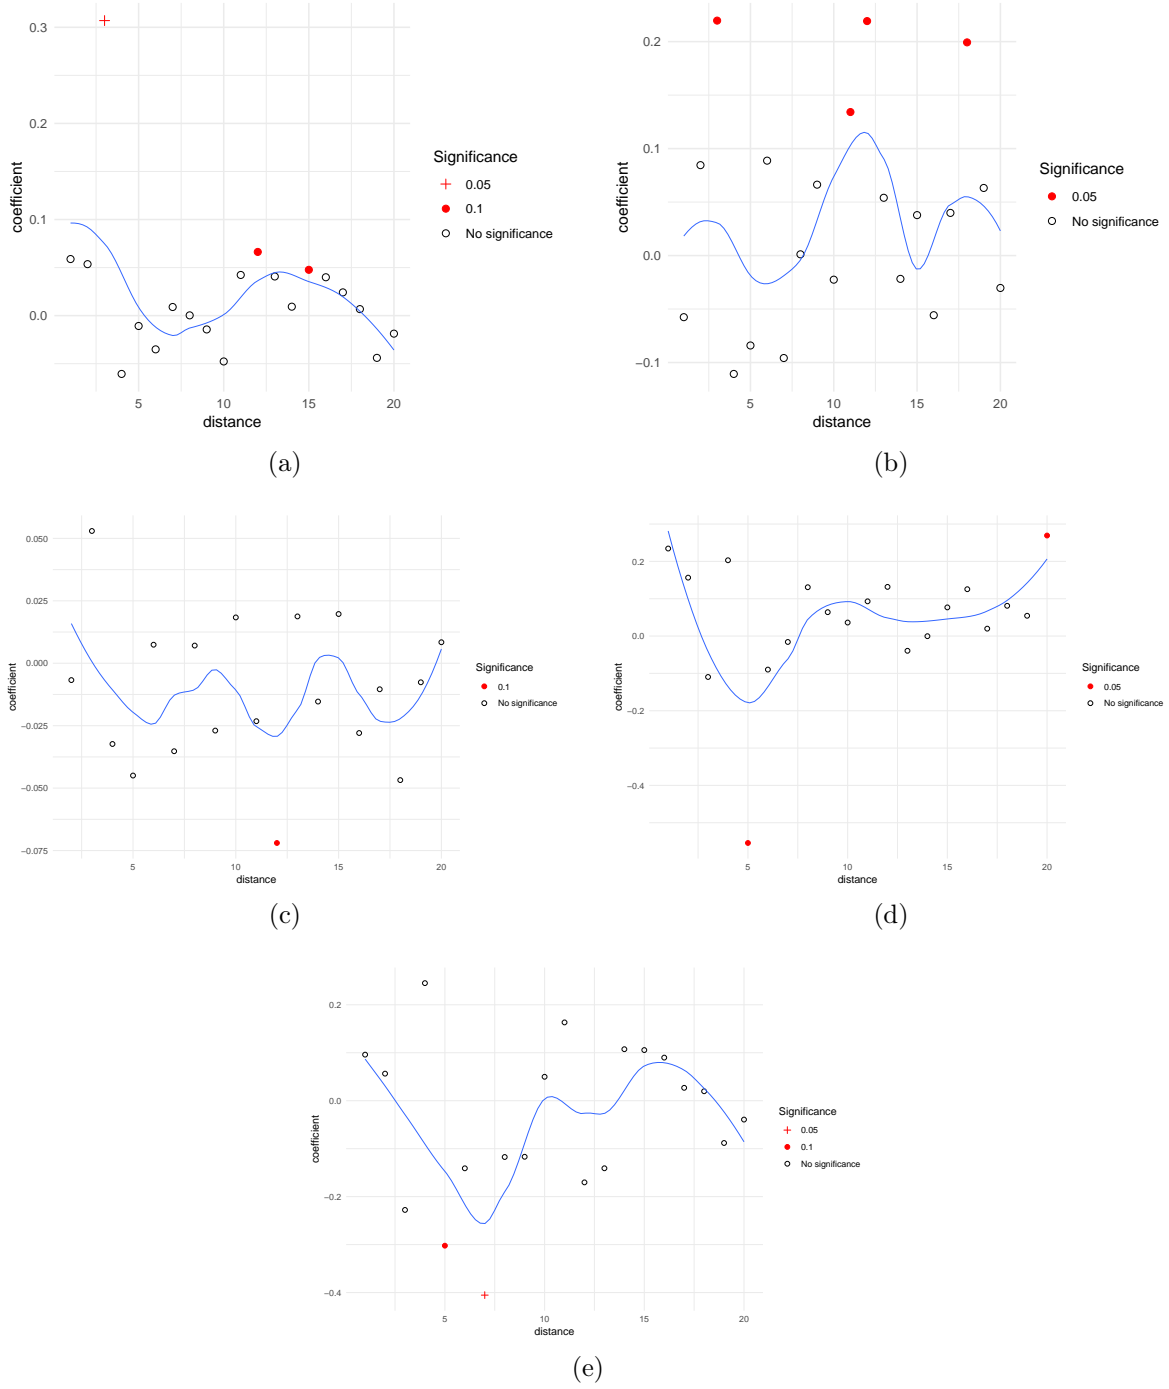 0.3
0.2
0.1
0.0
coefficient
5 10 15 20
distance
Significance
0.05
0.1
No significance
(a)
0.2
0.1
0.0
−0.1
coefficient
5 10 15 20
distance
Significance
0.05
No significance
(b)
0.050
0.025
0.000
−0.025
−0.050
−0.075
coefficient
5 10 15 20
distance
Significance
0.1
No significance
(c)
0.2
0.0
−0.2
−0.4
coefficient
5 10 15 20
distance
Significance
0.05
No significance
(d)
0.2
0.0
−0.2
−0.4
coefficient
5 10 15 20
distance
Significance
0.05
0.1
No significance
(e)